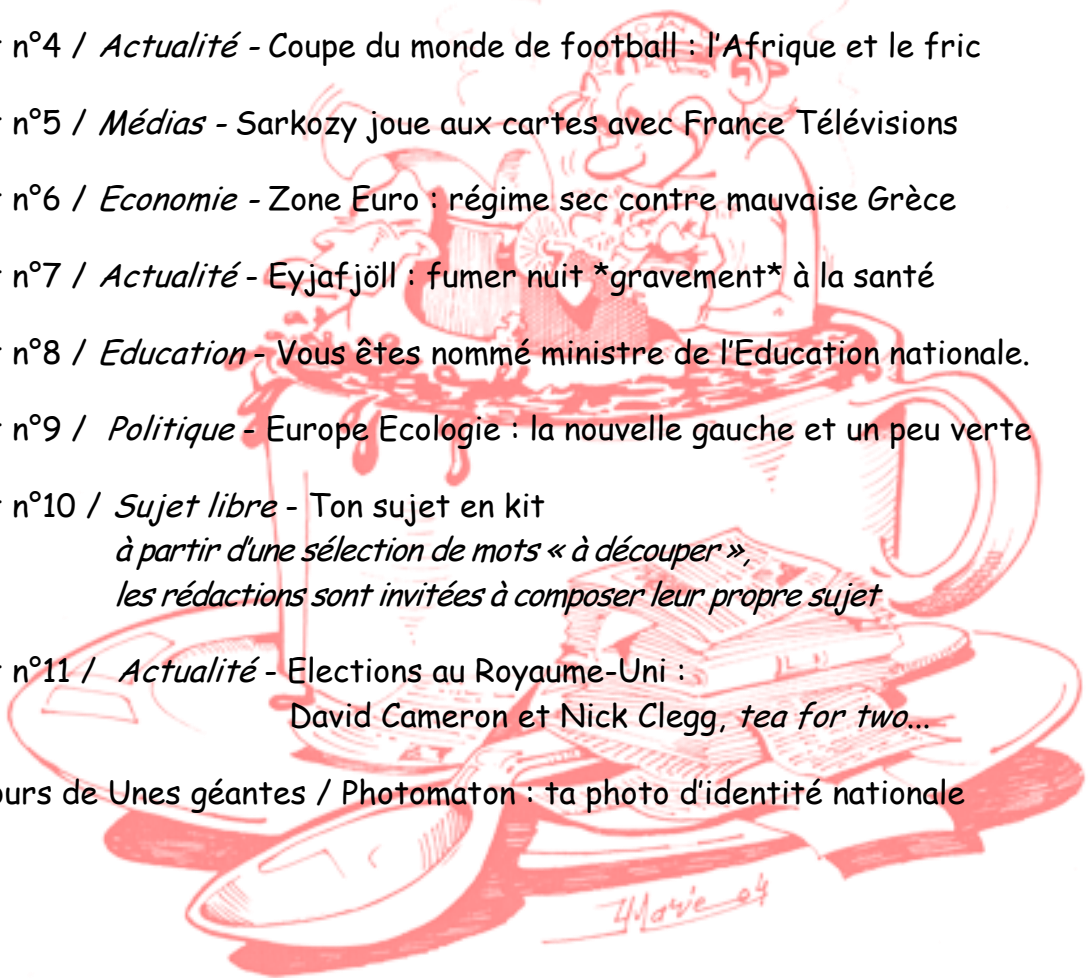 n°4 / Actualité - Coupe du monde de football : l'Afrique et le fric
n°5 / Médias - Sarkozy joue aux cartes avec France Télévisions
n°6 / Economie - Zone Euro : régime sec contre mauvaise Grèce
n°7 / Actualité - Eyjafjöll : fumer nuit *gravement* à la santé
n°8 / Education - Vous êtes nommé ministre de l'Education nationale.
n°9 / Politique - Europe Ecologie : la nouvelle gauche et un peu verte
n°10 / Sujet libre - Ton sujet en kit
à partir d'une sélection de mots « à découper »,
les rédactions sont invitées à composer leur propre sujet
n°11 / Actualité - Elections au Royaume-Uni :
David Cameron et Nick Clegg, tea for two...
ours de Unes géantes / Photomaton : ta photo d'identité nationale